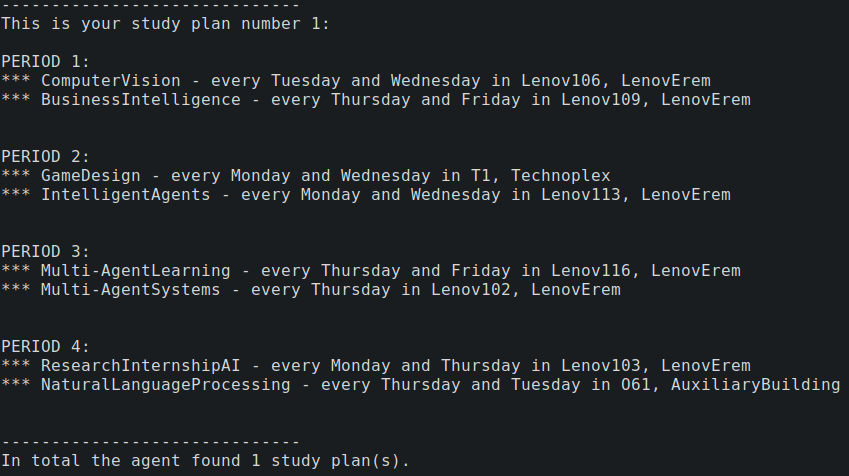 ------------------------------
This is your study plan number 1:
PERIOD 1:
*** ComputerVision - every Tuesday and Wednesday in Lenov106, LenovErem
*** BusinessIntelligence - every Thursday and Friday in Lenov109, LenovErem
PERIOD 2:
*** GameDesign - every Monday and Wednesday in T1, Technoplex
*** IntelligentAgents - every Monday and Wednesday in Lenov113, LenovErem
PERIOD 3:
*** Multi-AgentLearning - every Thursday and Friday in Lenov116, LenovErem
*** Multi-AgentSystems - every Thursday in Lenov102, LenovErem
PERIOD 4:
*** ResearchInternshipAI - every Monday and Thursday in Lenov103, LenovErem
*** NaturalLanguageProcessing - every Thursday and Tuesday in O61, AuxiliaryBuilding
------------------------------
In total the agent found 1 study plan(s).